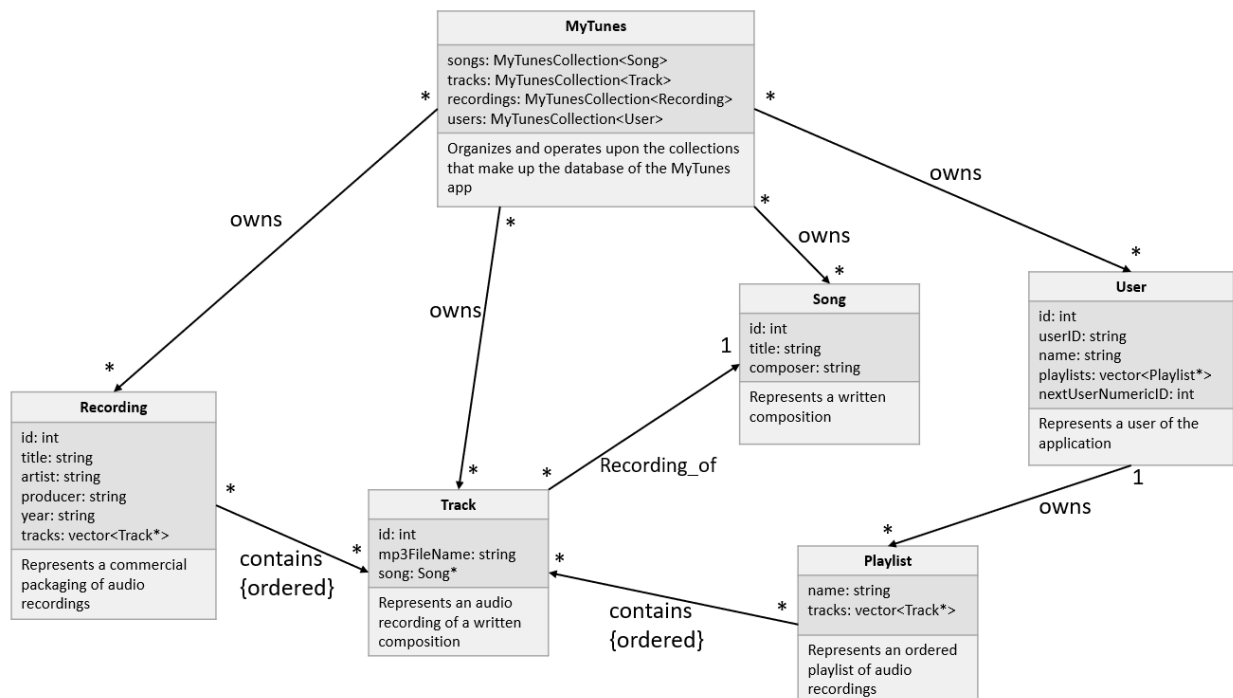 MyTunes
songs: MyTunesCollection<Song>
tracks: MyTunesCollection<Track>
recordings: MyTunesCollection<Recording>
users: MyTunesCollection<User>
Organizes and operates upon the collections
that make up the database of the MyTunes
app
*
*
*
*
owns
owns
owns
owns
*
*
*
*
Recording
id: int
title: string
artist: string
producer: string
year: string
tracks: vector<Track*>
Represents a commercial
packaging of audio
recordings
Song
id: int
title: string
composer: string
Represents a written
composition
User
id: int
userID: string
name: string
playlists: vector<Playlist*>
nextUserNumericID: int
Represents a user of the
application
1
*
Recording_of
*
*
contains
{ordered}
Track
id: int
mp3FileName: string
song: Song*
Represents an audio
recording of a written
composition
1
owns
*
*
*
contains
{ordered}
Playlist
name: string
tracks: vector<Track*>
Represents an ordered
playlist of audio
recordings